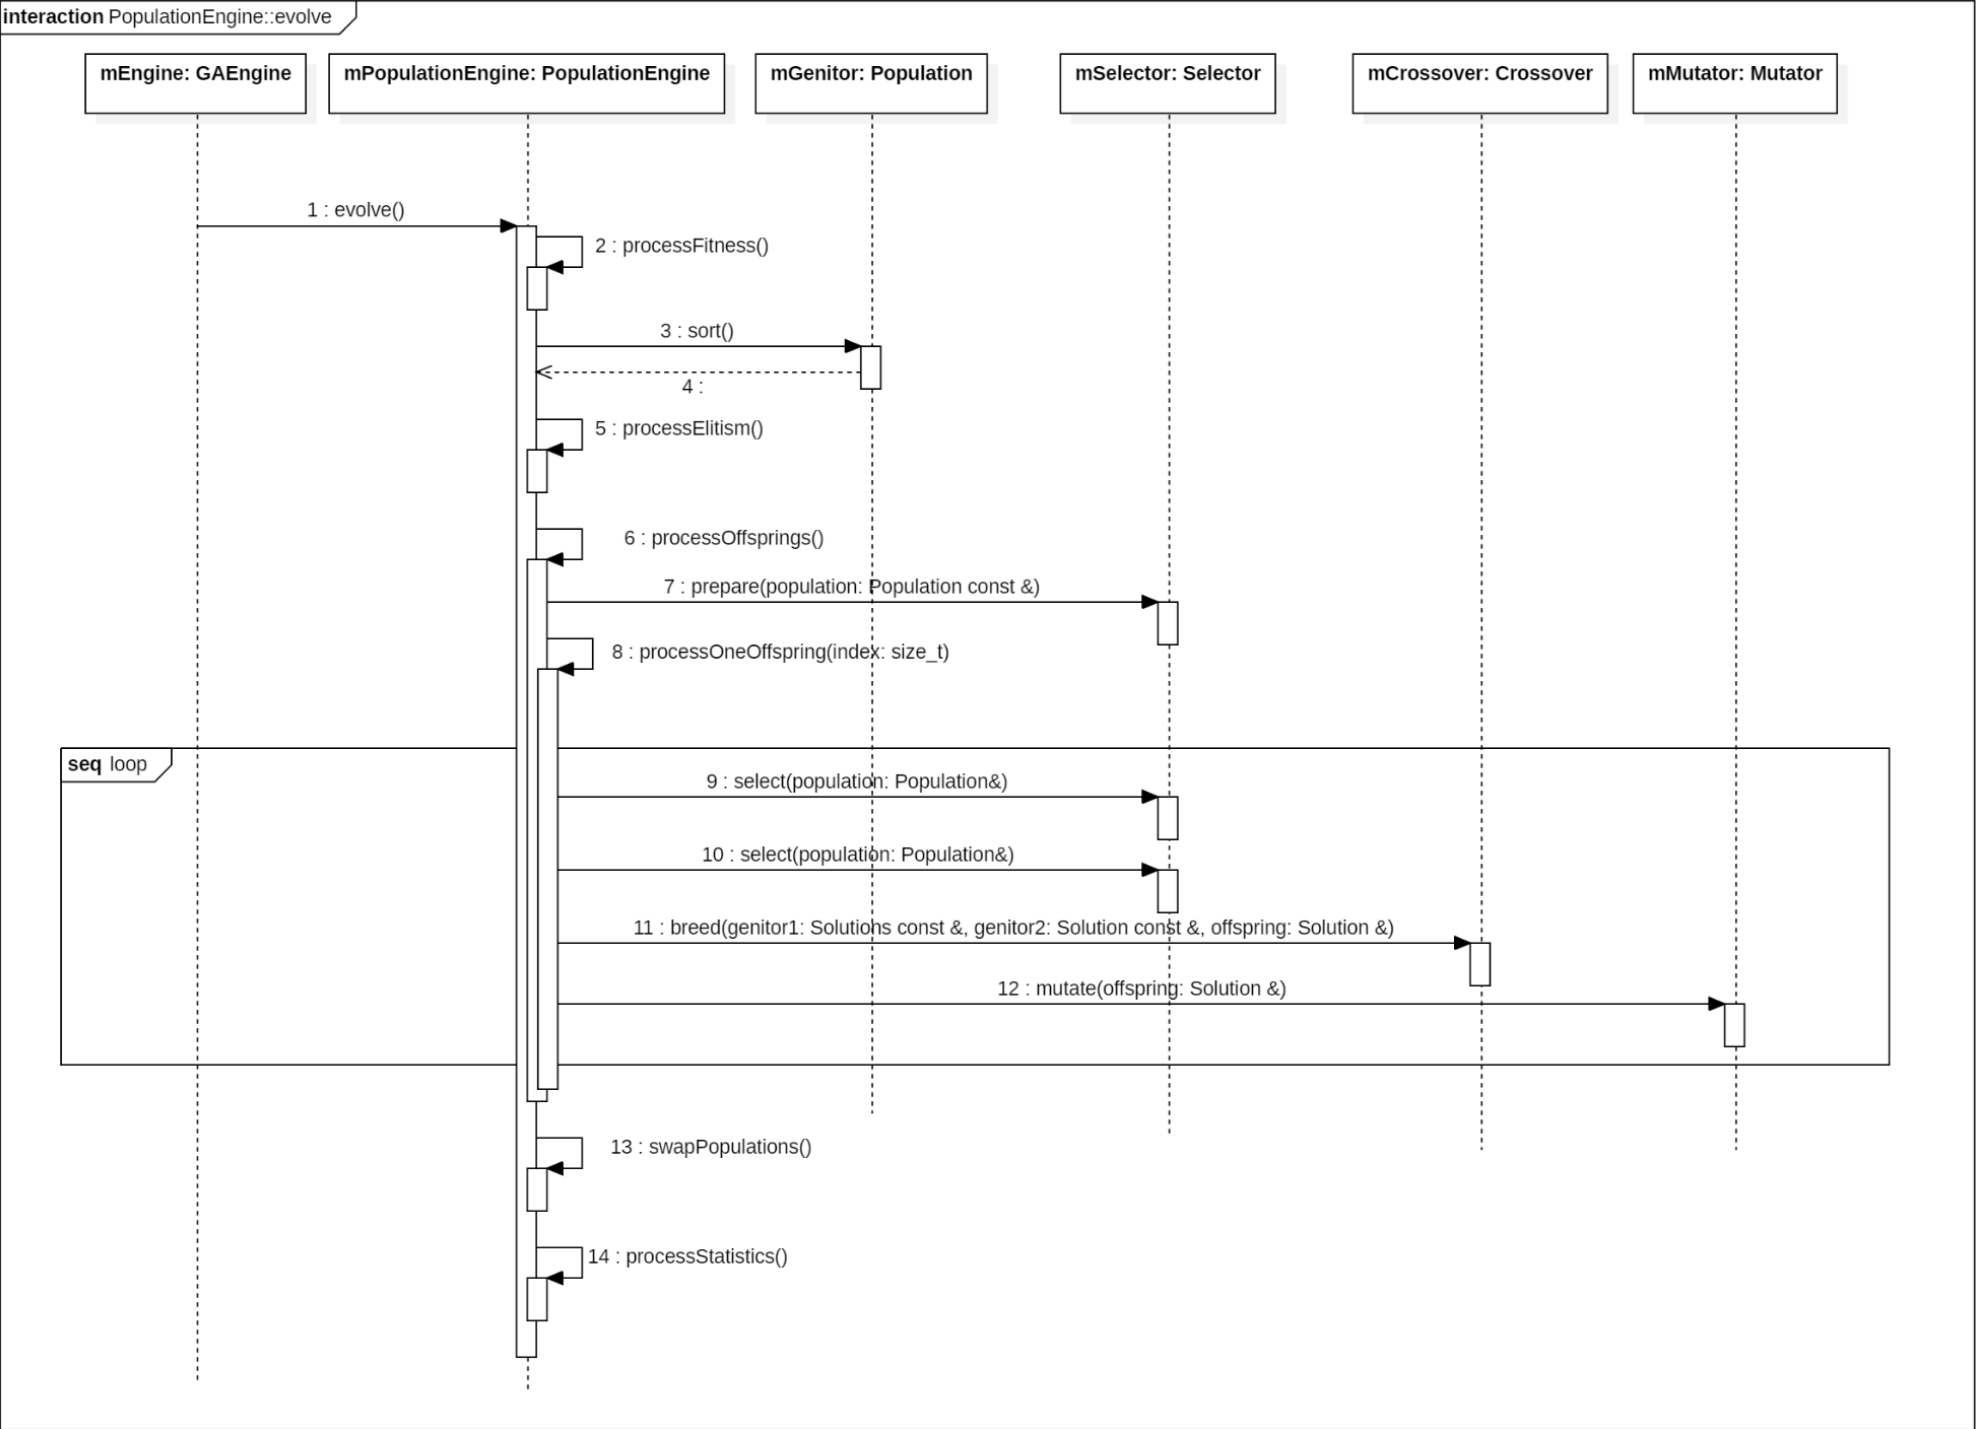 interaction PopulationEngine::evolve
mEngine: GAEngine
mPopulationEngine: PopulationEngine
mGenitor: Population
mSelector: Selector
mCrossover: Crossover
mMutator: Mutator
1 : evolve()
2 : processFitness()
3 : sort()
4 :
5 : processElitism()
6 : processOffsprings()
7 : prepare(population: Population const &)
8 : processOneOffspring(index: size_t)
seq loop
9 : select(population: Population&)
10 : select(population: Population&)
11 : breed(genitor1: Solutions const &, genitor2: Solution const &, offspring: Solution &)
12 : mutate(offspring: Solution &)
13 : swapPopulations()
14 : processStatistics()